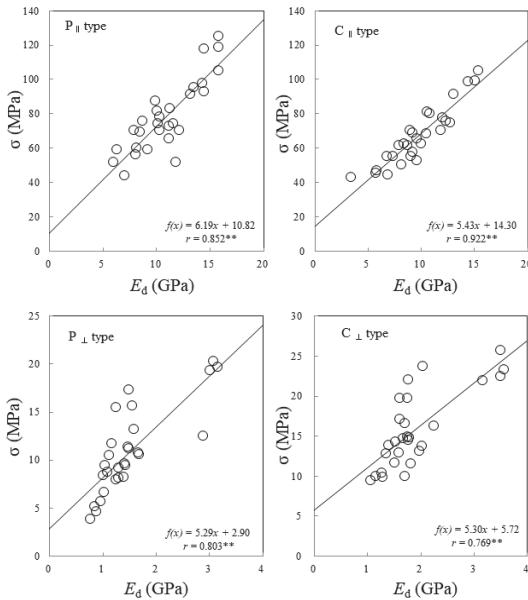 P ∥ type
σ (MPa)
140
120
100
80
60
40
20
0
f(x) = 6.19x + 10.82
r = 0.852**
0 5 10 15 20
E_d (GPa)
C ∥ type
σ (MPa)
140
120
100
80
60
40
20
0
f(x) = 5.43x + 14.30
r = 0.922**
0 5 10 15 20
E_d (GPa)
P ⊥ type
σ (MPa)
25
20
15
10
5
0
f(x) = 5.29x + 2.90
r = 0.803**
0 1 2 3 4
E_d (GPa)
C ⊥ type
σ (MPa)
30
25
20
15
10
5
0
f(x) = 5.30x + 5.72
r = 0.769**
0 1 2 3 4
E_d (GPa)